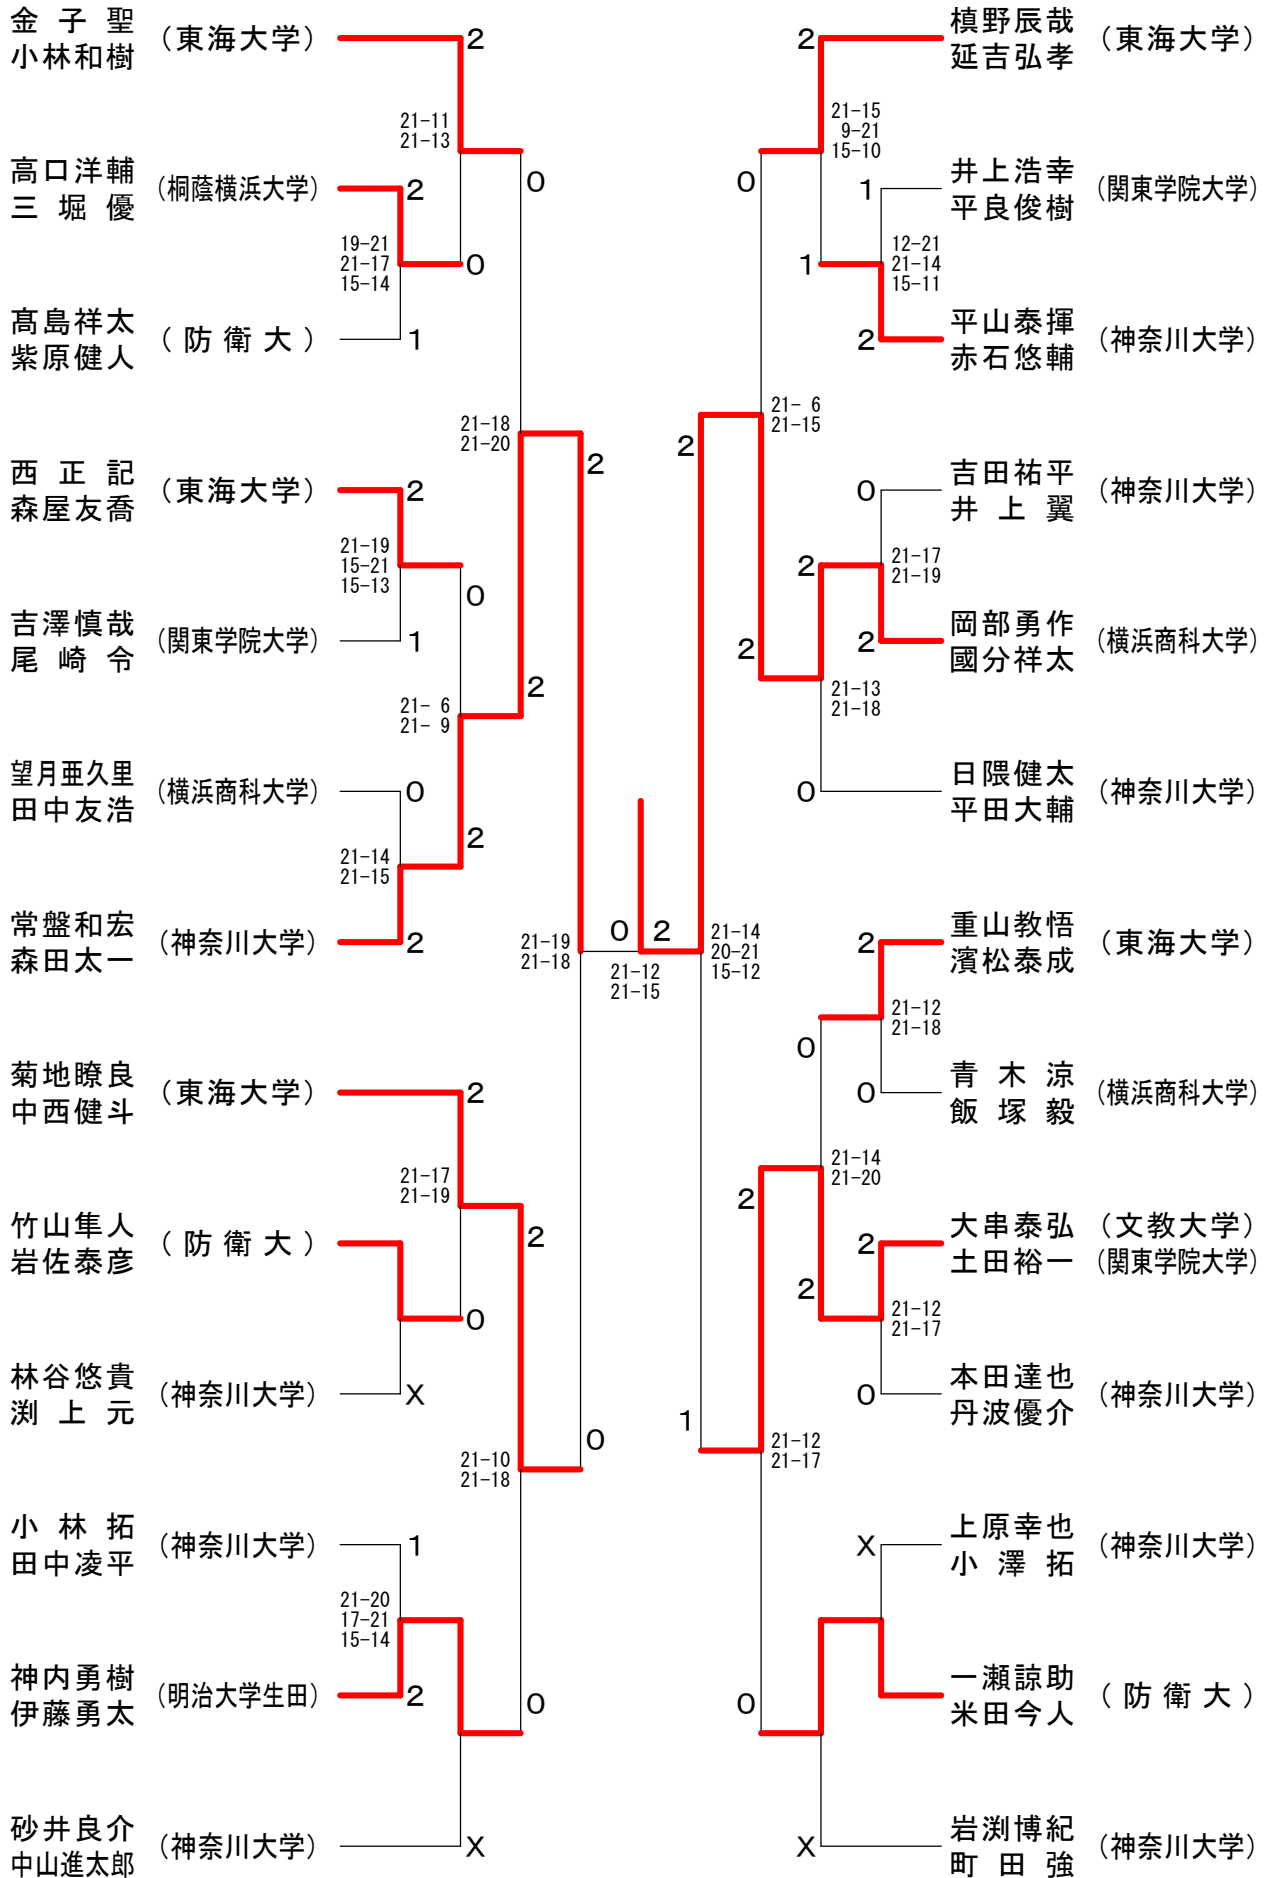 金子聖
小林和樹
(東海大学)
2
21-11
21-13
高口洋輔
三堀優
(桐蔭横浜大学)
2
0
19-21
21-17
15-14
0
髙島祥太
紫原健人
(防衛大)
1
21-18
21-20
2
西正記
森屋友喬
(東海大学)
2
21-19
15-21
15-13
0
吉澤慎哉
尾崎令
(関東学院大学)
1
21- 6
21- 9
2
望月亜久里
田中友浩
(横浜商科大学)
0
2
21-14
21-15
常盤和宏
森田太一
(神奈川大学)
2
21-19
21-18
0
2
21-12
21-15
菊地瞭良
中西健斗
(東海大学)
2
21-17
21-19
竹山隼人
岩佐泰彦
(防衛大)
2
0
林谷悠貴
渕上元
(神奈川大学)
X
21-10
21-18
0
小林拓
田中凌平
(神奈川大学)
1
21-20
17-21
15-14
神内勇樹
伊藤勇太
(明治大学生田)
2
0
砂井良介
中山進太郎
(神奈川大学)
X
2
槙野辰哉
延吉弘孝
(東海大学)
21-15
9-21
15-10
0
1
井上浩幸
平良俊樹
(関東学院大学)
12-21
21-14
15-11
1
2
平山泰揮
赤石悠輔
(神奈川大学)
21- 6
21-15
2
0
吉田祐平
井上翼
(神奈川大学)
21-17
21-19
2
2
岡部勇作
國分祥太
(横浜商科大学)
2
21-13
21-18
0
日隈健太
平田大輔
(神奈川大学)
21-14
20-21
15-12
2
重山教悟
濱松泰成
(東海大学)
21-12
21-18
0
0
青木涼
飯塚毅
(横浜商科大学)
21-14
21-20
2
2
大串泰弘
土田裕一
(文教大学)
(関東学院大学)
2
21-12
21-17
0
本田達也
丹波優介
(神奈川大学)
1
21-12
21-17
X
上原幸也
小澤拓
(神奈川大学)
0
一瀬諒助
米田今人
(防衛大)
X
岩渕博紀
町田強
(神奈川大学)